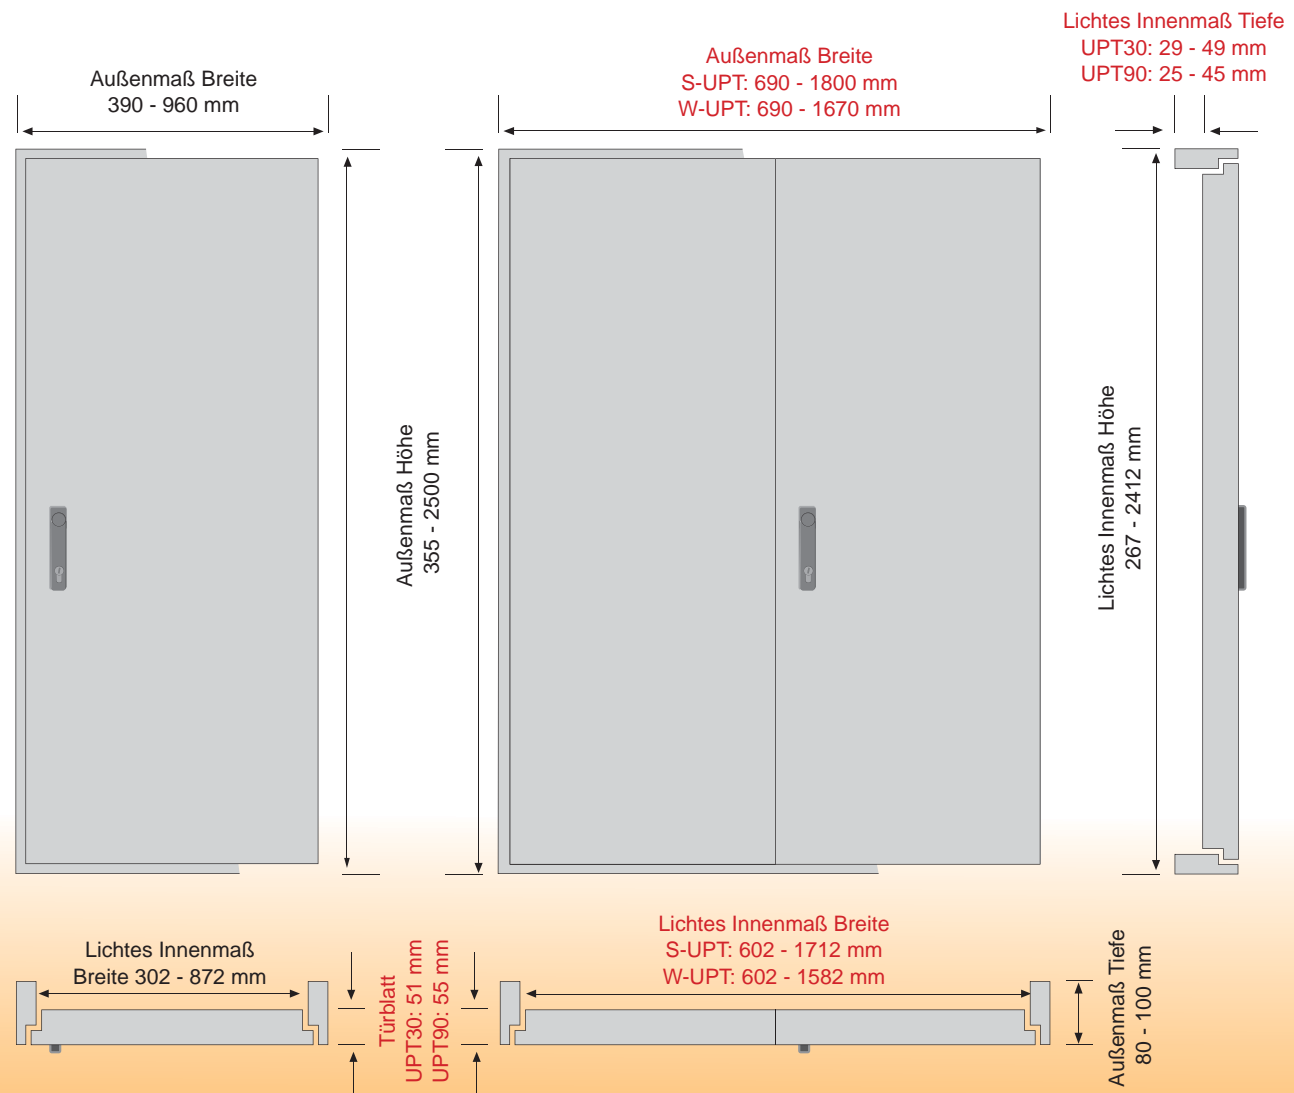 Außenmaß Breite
390 - 960 mm
Außenmaß Breite
S-UPT: 690 - 1800 mm
W-UPT: 690 - 1670 mm
Lichtes Innenmaß Tiefe
UPT30: 29 - 49 mm
UPT90: 25 - 45 mm
Außenmaß Höhe
355 - 2500 mm
Lichtes Innenmaß Höhe
267 - 2412 mm
Lichtes Innenmaß
Breite 302 - 872 mm
Türblatt
UPT30: 51 mm
UPT90: 55 mm
Lichtes Innenmaß Breite
S-UPT: 602 - 1712 mm
W-UPT: 602 - 1582 mm
Außenmaß Tiefe
80 - 100 mm